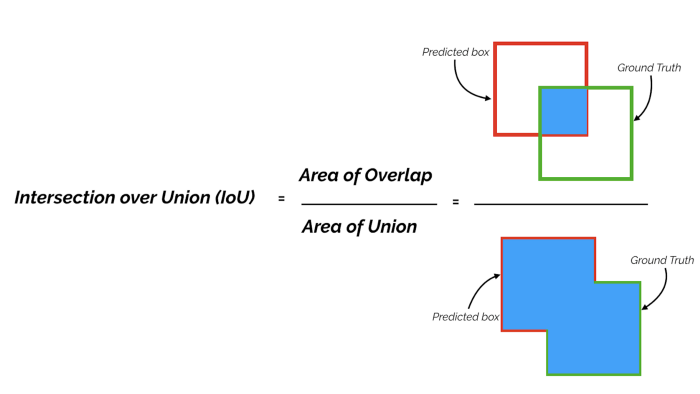 Predicted box
Ground Truth
Intersection over Union (IoU) = Area of Overlap =
Area of Union
Ground Truth
Predicted box